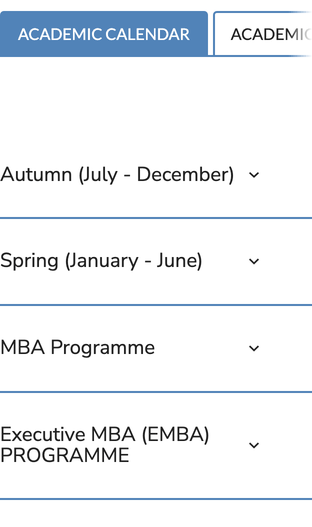 ACADEMIC CALENDAR
Autumn (July - December)
Spring (January - June)
MBA Programme
Executive MBA (EMBA)
PROGRAMME